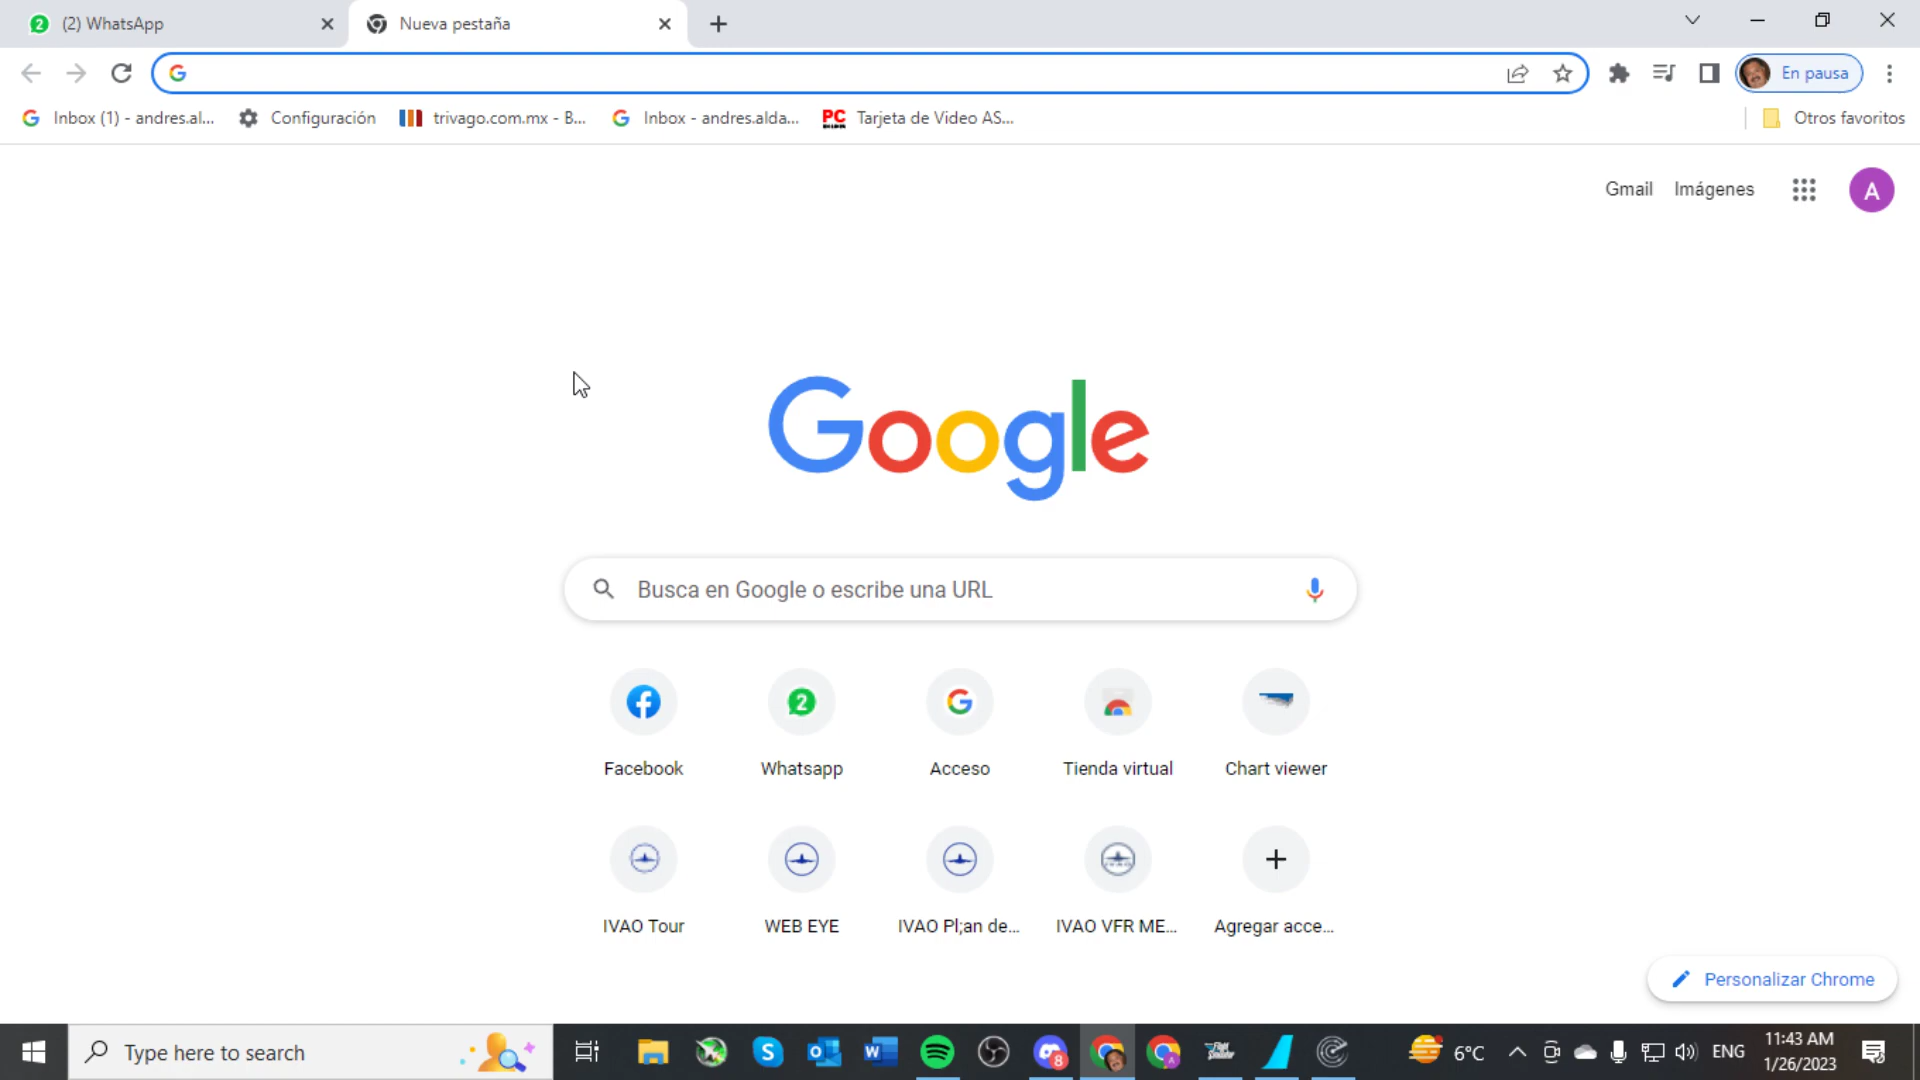 (2) WhatsApp
Nueva pestaña
En pausa
Inbox (1) - andres.al...
Configuración
trivago.com.mx - B...
Inbox - andres.alda...
PC
Tarjeta de Video AS...
Otros favoritos
Gmail
Imágenes
A
Google
Busca en Google o escribe una URL
Facebook
Whatsapp
Acceso
Tienda virtual
Chart viewer
IVAO Tour
WEB EYE
IVAO Pl;an de...
IVAO VFR ME...
Agregar acce...
Personalizar Chrome
Type here to search
6°C
ENG
11:43 AM
1/26/2023